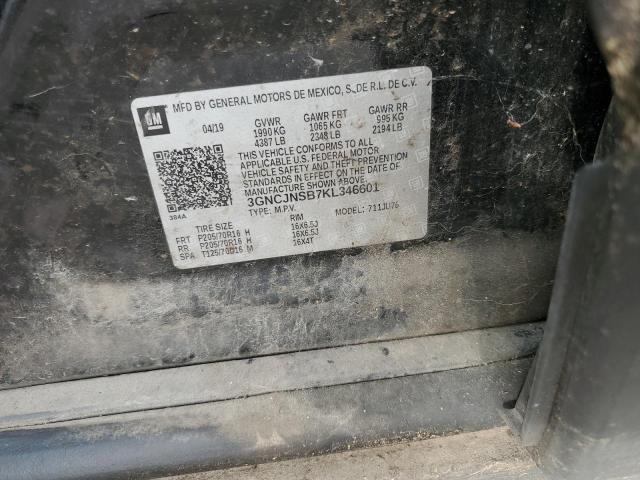 MFD BY GENERAL MOTORS DE MEXICO, S. DE R.L. DE C.V.
GM
04/19
GVWR GAWR FRT GAWR RR
1990 KG 1065 KG 995 KG
4387 LB 2348 LB 2194 LB
THIS VEHICLE CONFORMS TO ALL
APPLICABLE U.S. FEDERAL MOTOR
VEHICLE SAFETY AND THEFT PREVENTION
STANDARDS IN EFFECT ON THE DATE OF
MANUFACTURE SHOWN ABOVE.
3GNCJNSB7KL346601
384A
TYPE: M.P.V. MODEL: 711JU76
TIRE SIZE RIM
FRT P205/70R16 H 16X6.5J
RR P205/70R16 H 16X6.5J
SPA T125/70D16 M 16X4T